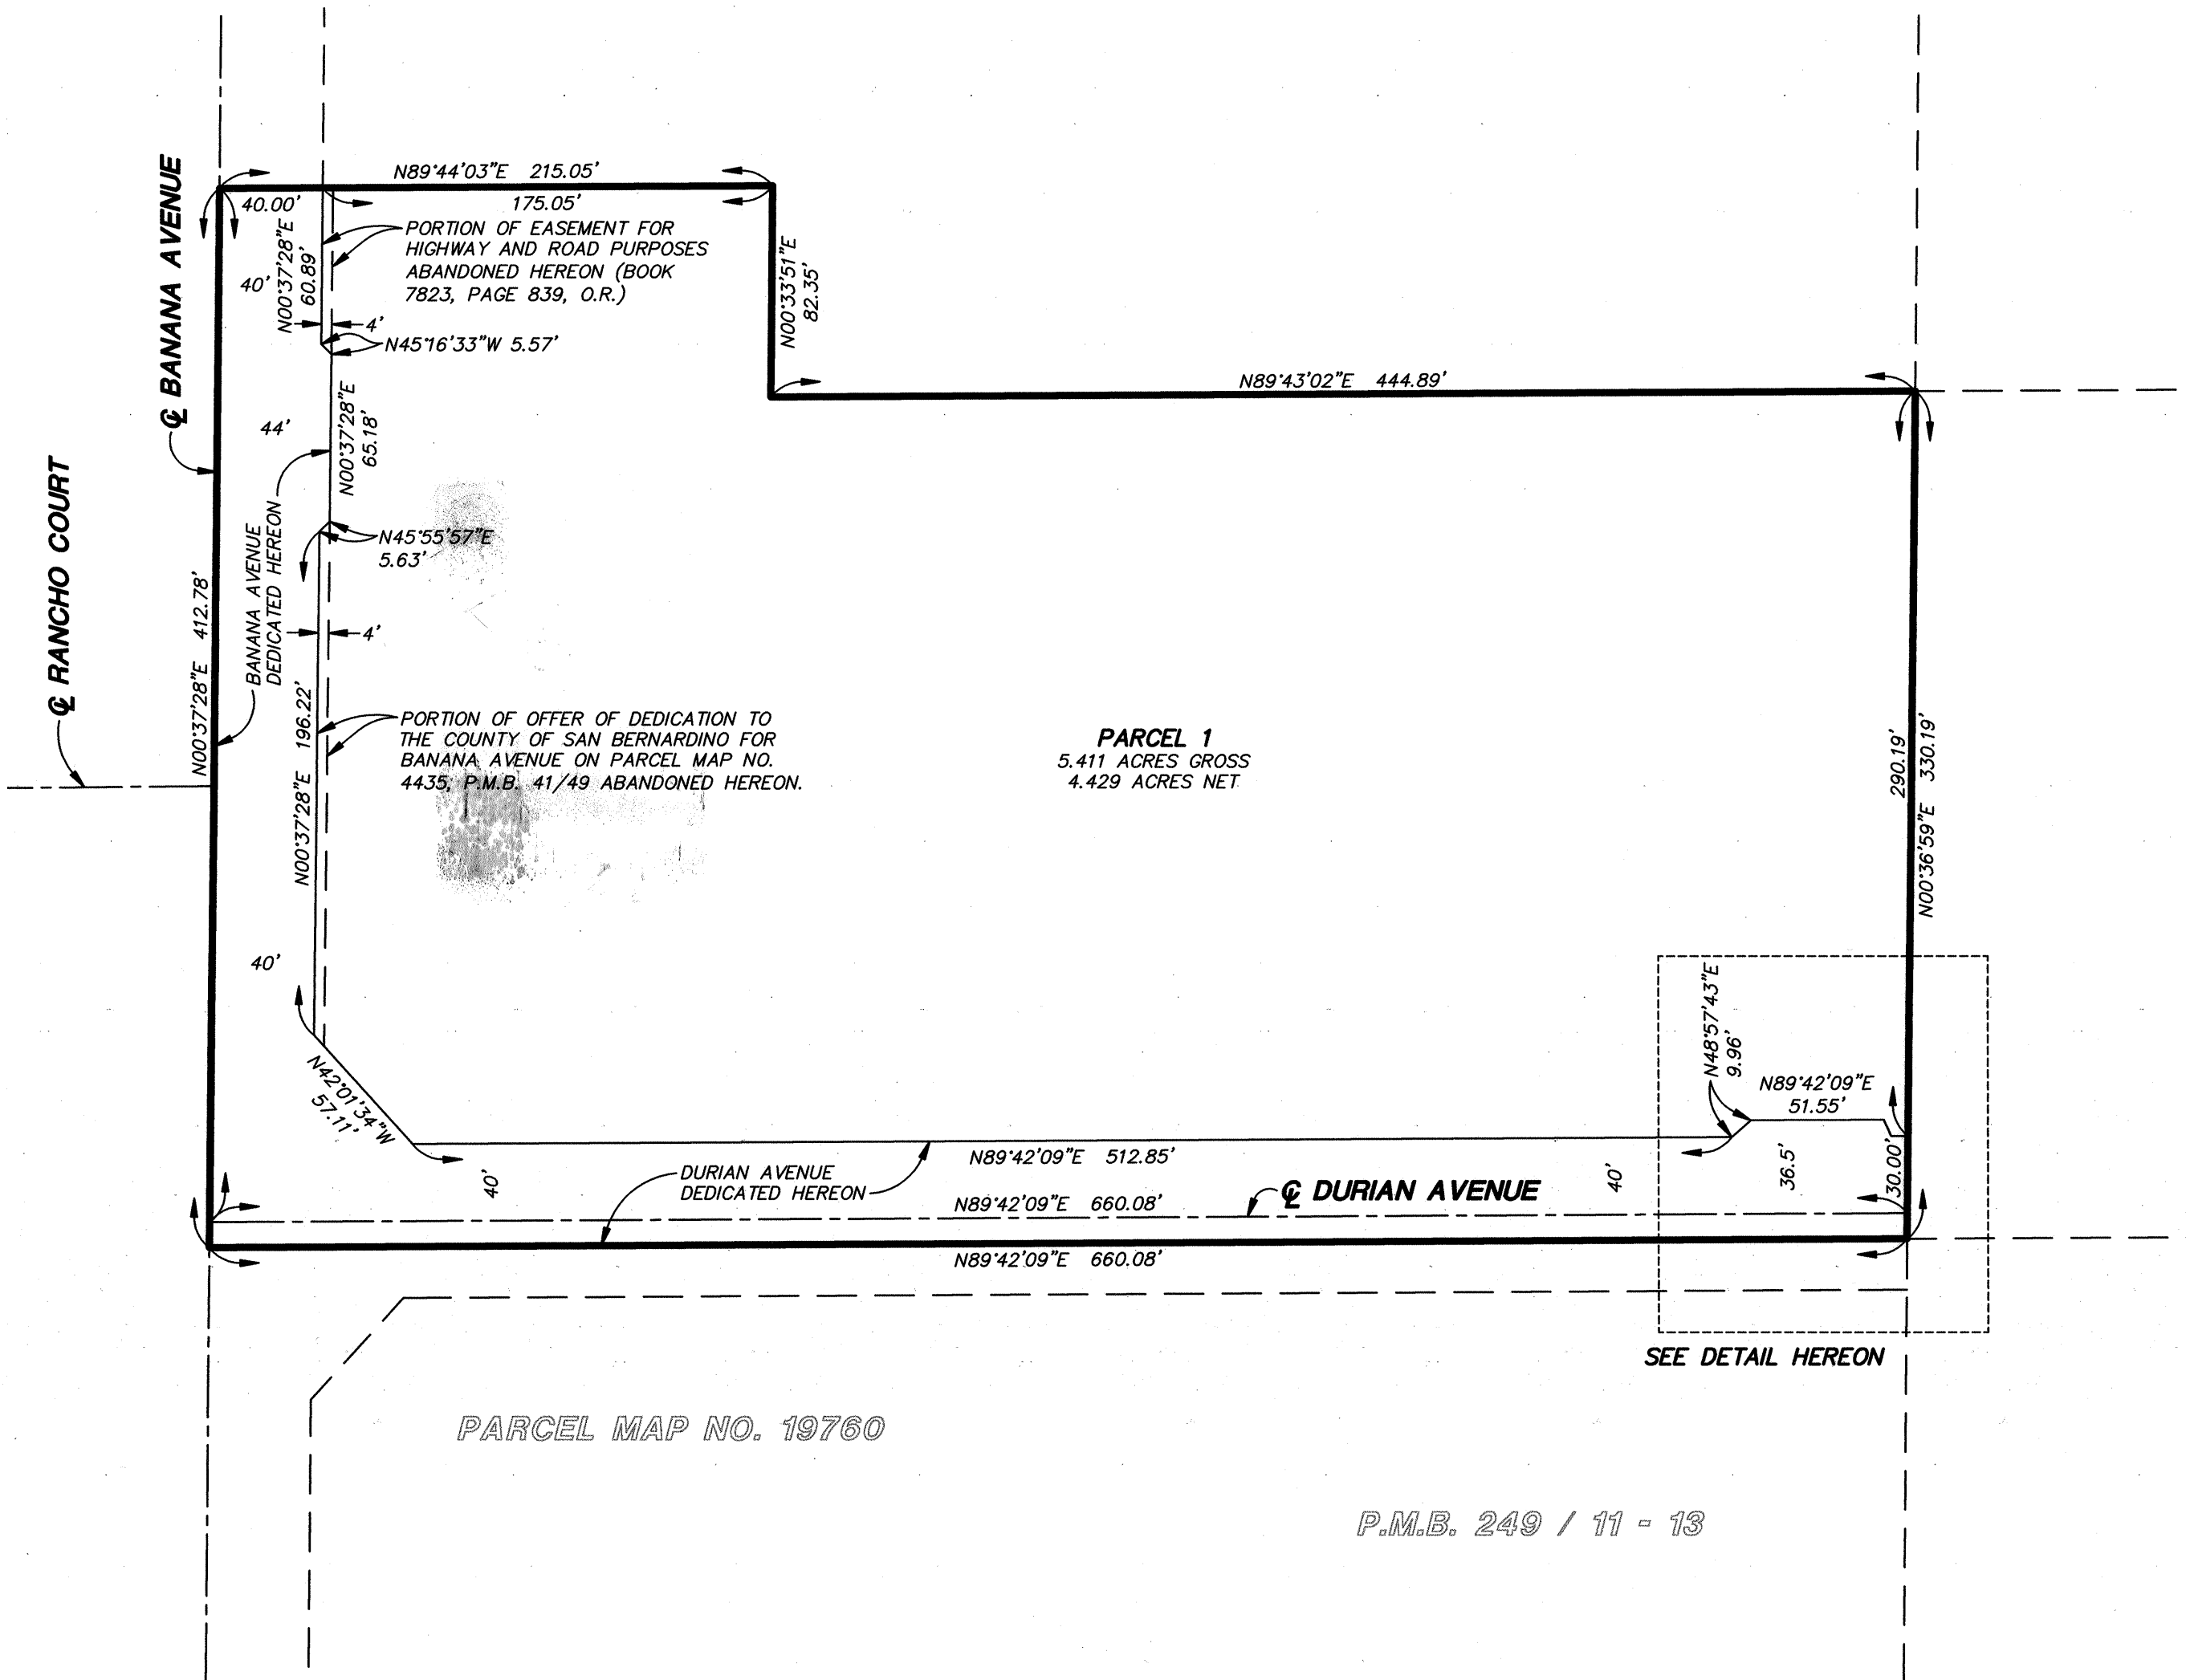 N89°44'03"E 215.05'
40.00'
175.05'
℄ BANANA AVENUE
N00°37'28"E
60.89'
40'
PORTION OF EASEMENT FOR
HIGHWAY AND ROAD PURPOSES
ABANDONED HEREON (BOOK
7823, PAGE 839, O.R.)
4'
N45°16'33"W 5.57'
N00°33'51"E
82.35'
N89°43'02"E 444.89'
44'
N00°37'28"E
65.18'
℄ RANCHO COURT
N45°55'57"E
5.63'
BANANA AVENUE
DEDICATED HEREON
4'
N00°37'28"E 412.78'
N00°37'28"E 196.22'
PORTION OF OFFER OF DEDICATION TO
THE COUNTY OF SAN BERNARDINO FOR
BANANA AVENUE ON PARCEL MAP NO.
4435, P.M.B. 41/49 ABANDONED HEREON.
PARCEL 1
5.411 ACRES GROSS
4.429 ACRES NET
290.19'
N00°36'59"E 330.19'
40'
N42°01'34"W
57.11'
N48°57'43"E
9.96'
N89°42'09"E
51.55'
N89°42'09"E 512.85'
40'
DURIAN AVENUE
DEDICATED HEREON
40'
36.5'
30.00'
N89°42'09"E 660.08'
℄ DURIAN AVENUE
N89°42'09"E 660.08'
SEE DETAIL HEREON
PARCEL MAP NO. 19760
P.M.B. 249 / 11 - 13